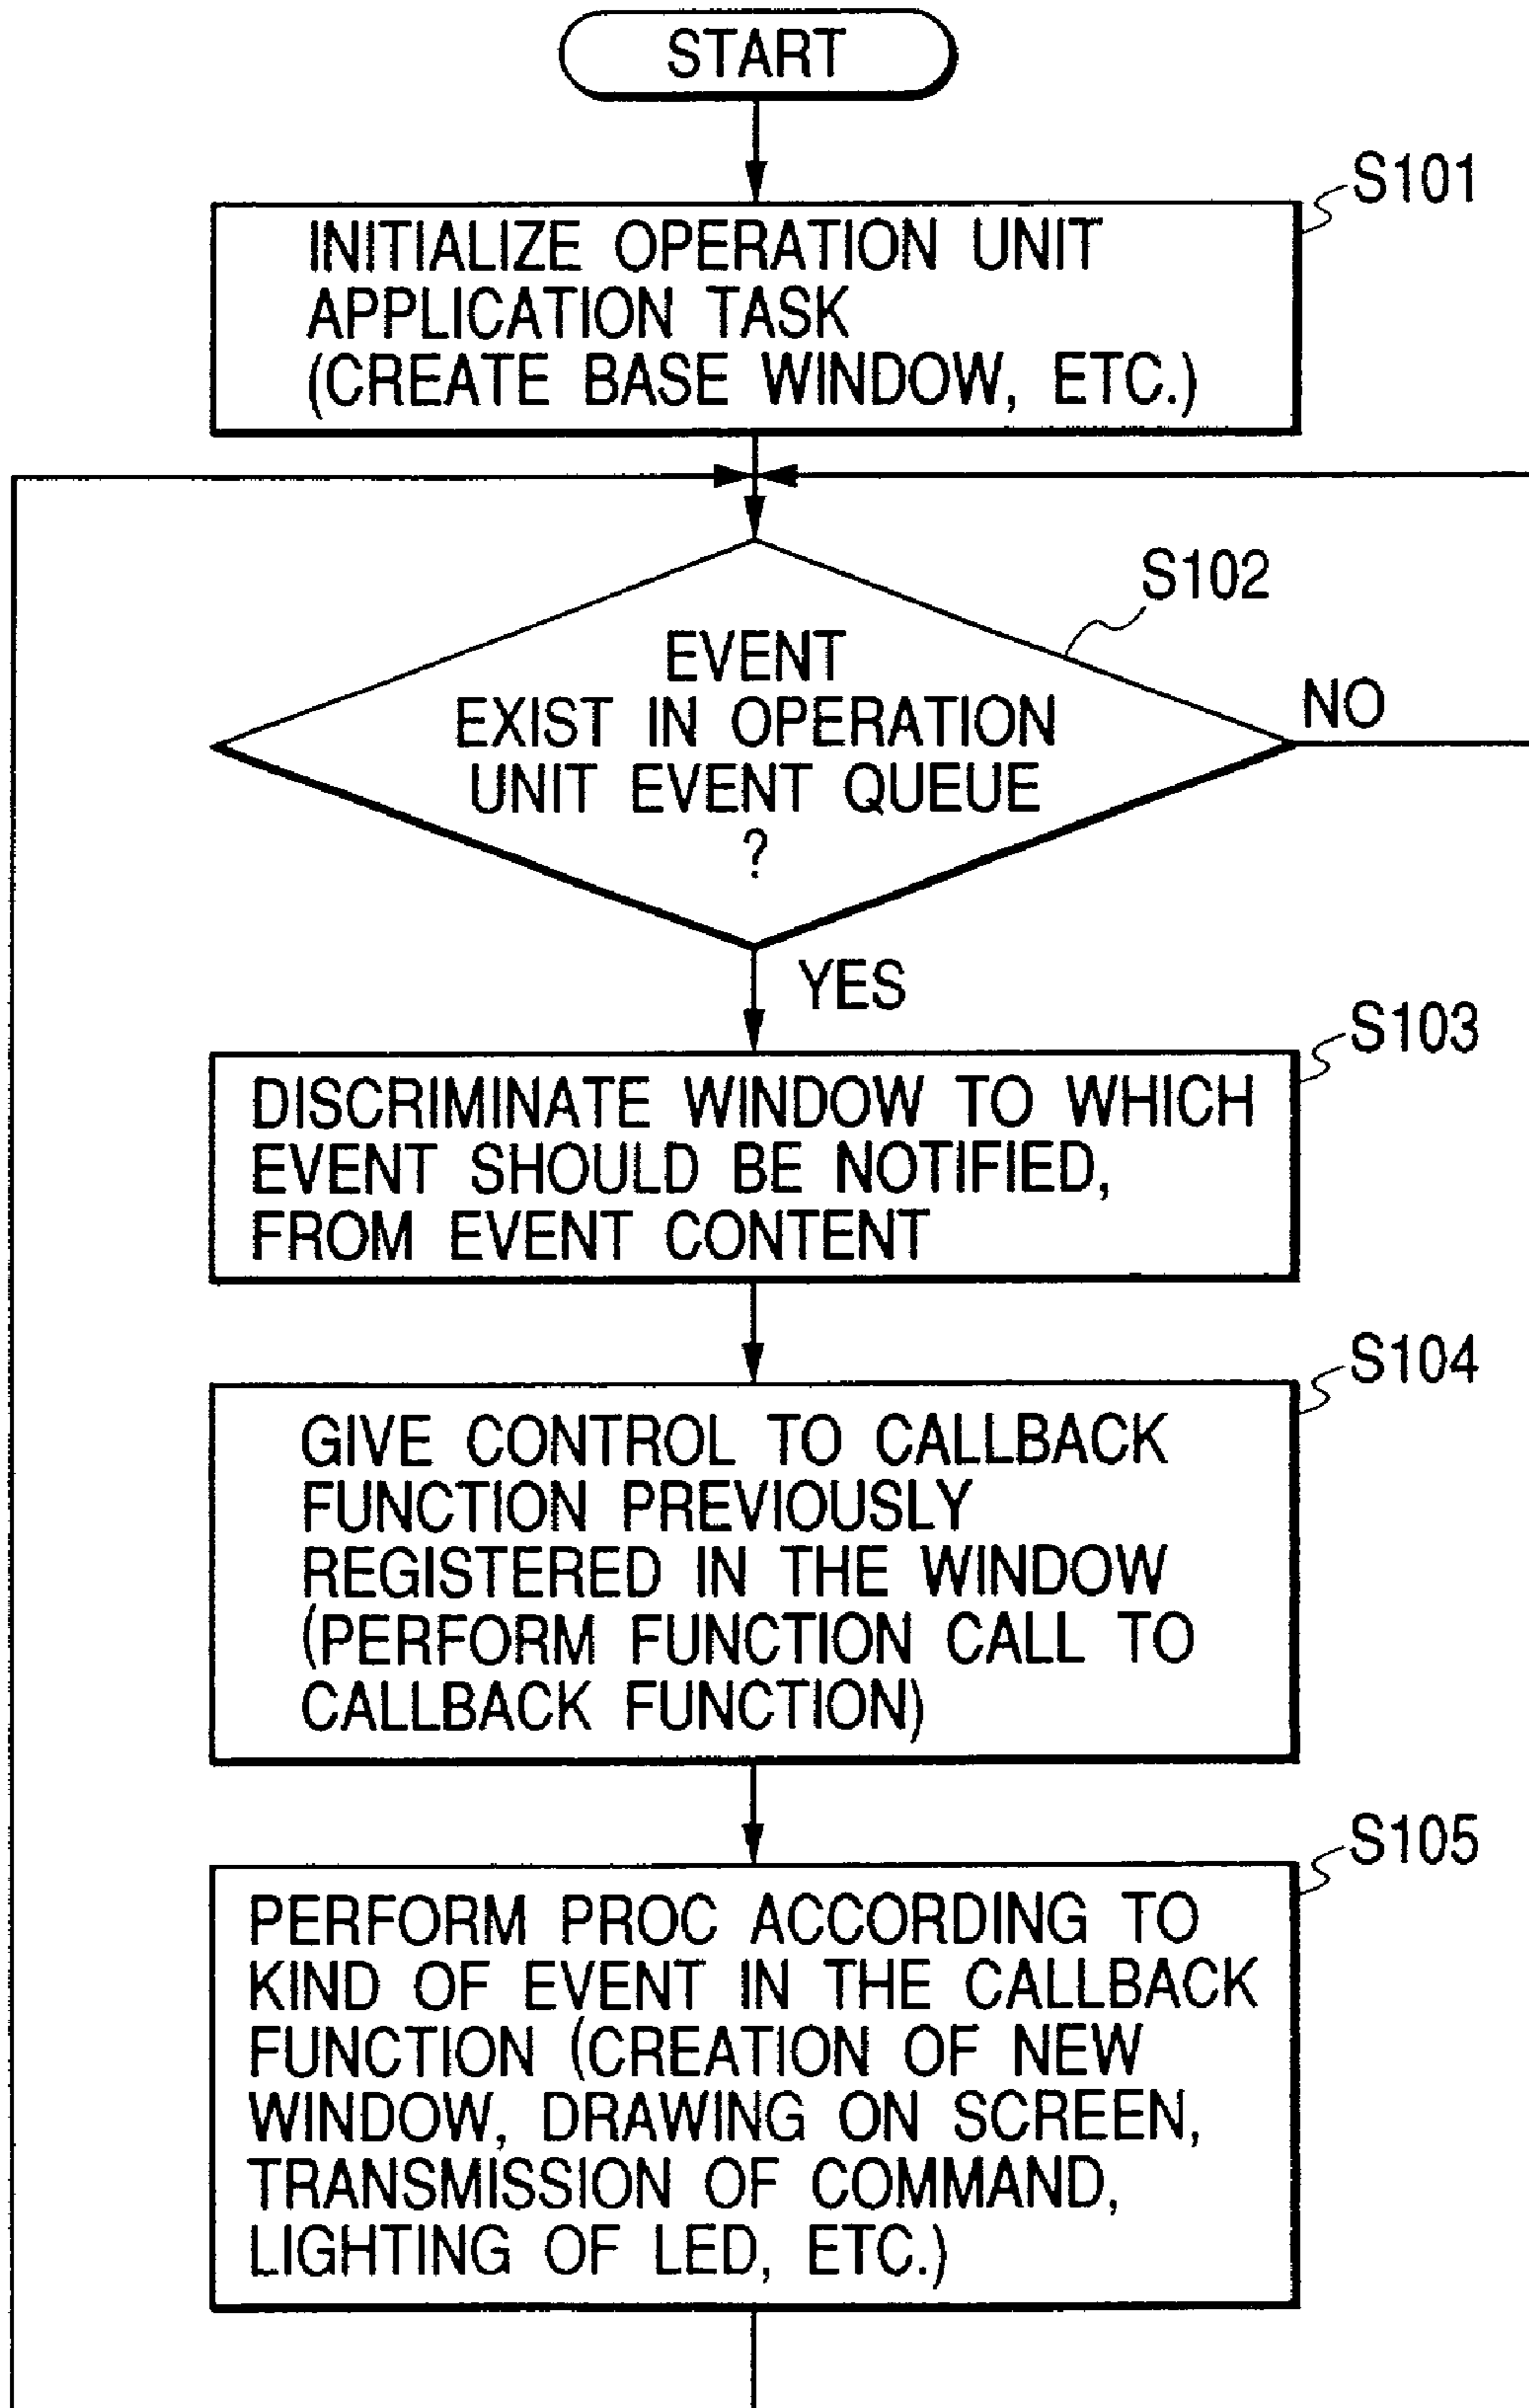 START
S101
INITIALIZE OPERATION UNIT
APPLICATION TASK
(CREATE BASE WINDOW, ETC.)
S102
EVENT
EXIST IN OPERATION
UNIT EVENT QUEUE
?
NO
YES
S103
DISCRIMINATE WINDOW TO WHICH
EVENT SHOULD BE NOTIFIED,
FROM EVENT CONTENT
S104
GIVE CONTROL TO CALLBACK
FUNCTION PREVIOUSLY
REGISTERED IN THE WINDOW
(PERFORM FUNCTION CALL TO
CALLBACK FUNCTION)
S105
PERFORM PROC ACCORDING TO
KIND OF EVENT IN THE CALLBACK
FUNCTION (CREATION OF NEW
WINDOW, DRAWING ON SCREEN,
TRANSMISSION OF COMMAND,
LIGHTING OF LED, ETC.)